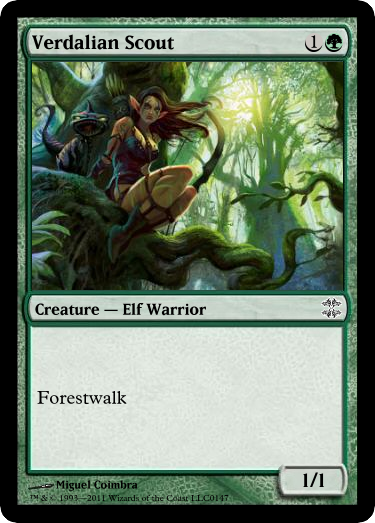 Verdalian Scout 1
Creature — Elf Warrior
Forestwalk
1/1
Miguel Coimbra
™ & © 1993–2011 Wizards of the Coast LLC 0147